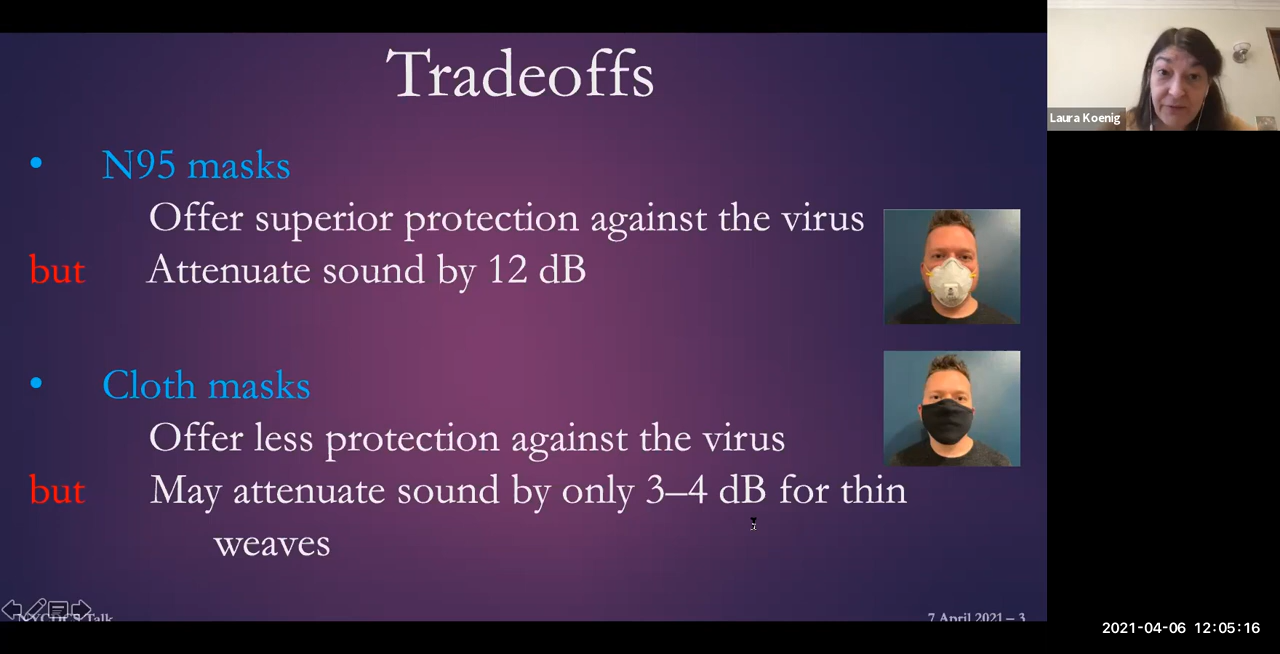 Tradeoffs
• N95 masks
Offer superior protection against the virus
but Attenuate sound by 12 dB
• Cloth masks
Offer less protection against the virus
but May attenuate sound by only 3–4 dB for thin
weaves
Talk
7 April 2021 – 3
Laura Koenig
2021-04-06 12:05:16